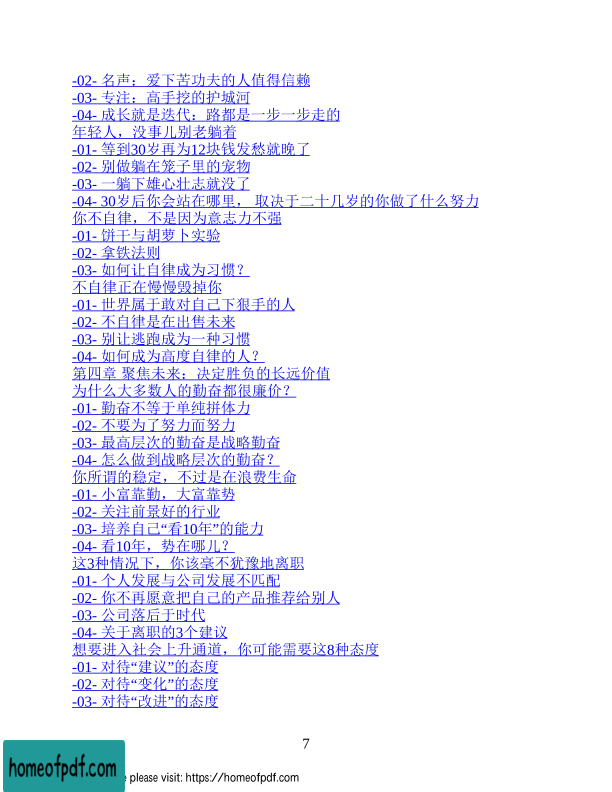 -02- 名声：爱下苦功夫的人值得信赖
-03- 专注：高手挖的护城河
-04- 成长就是迭代：路都是一步一步走的
年轻人，没事儿别老躺着
-01- 等到30岁再为12块钱发愁就晚了
-02- 别做躺在笼子里的宠物
-03- 一躺下雄心壮志就没了
-04- 30岁后你会站在哪里， 取决于二十几岁的你做了什么努力
你不自律，不是因为意志力不强
-01- 饼干与胡萝卜实验
-02- 拿铁法则
-03- 如何让自律成为习惯？
不自律正在慢慢毁掉你
-01- 世界属于敢对自己下狠手的人
-02- 不自律是在出售未来
-03- 别让逃跑成为一种习惯
-04- 如何成为高度自律的人？
第四章 聚焦未来：决定胜负的长远价值
为什么大多数人的勤奋都很廉价？
-01- 勤奋不等于单纯拼体力
-02- 不要为了努力而努力
-03- 最高层次的勤奋是战略勤奋
-04- 怎么做到战略层次的勤奋？
你所谓的稳定，不过是在浪费生命
-01- 小富靠勤，大富靠势
-02- 关注前景好的行业
-03- 培养自己“看10年”的能力
-04- 看10年，势在哪儿？
这3种情况下，你该毫不犹豫地离职
-01- 个人发展与公司发展不匹配
-02- 你不再愿意把自己的产品推荐给别人
-03- 公司落后于时代
-04- 关于离职的3个建议
想要进入社会上升通道，你可能需要这8种态度
-01- 对待“建议”的态度
-02- 对待“变化”的态度
-03- 对待“改进”的态度
7
homeofpdf.com
please visit: https://homeofpdf.com